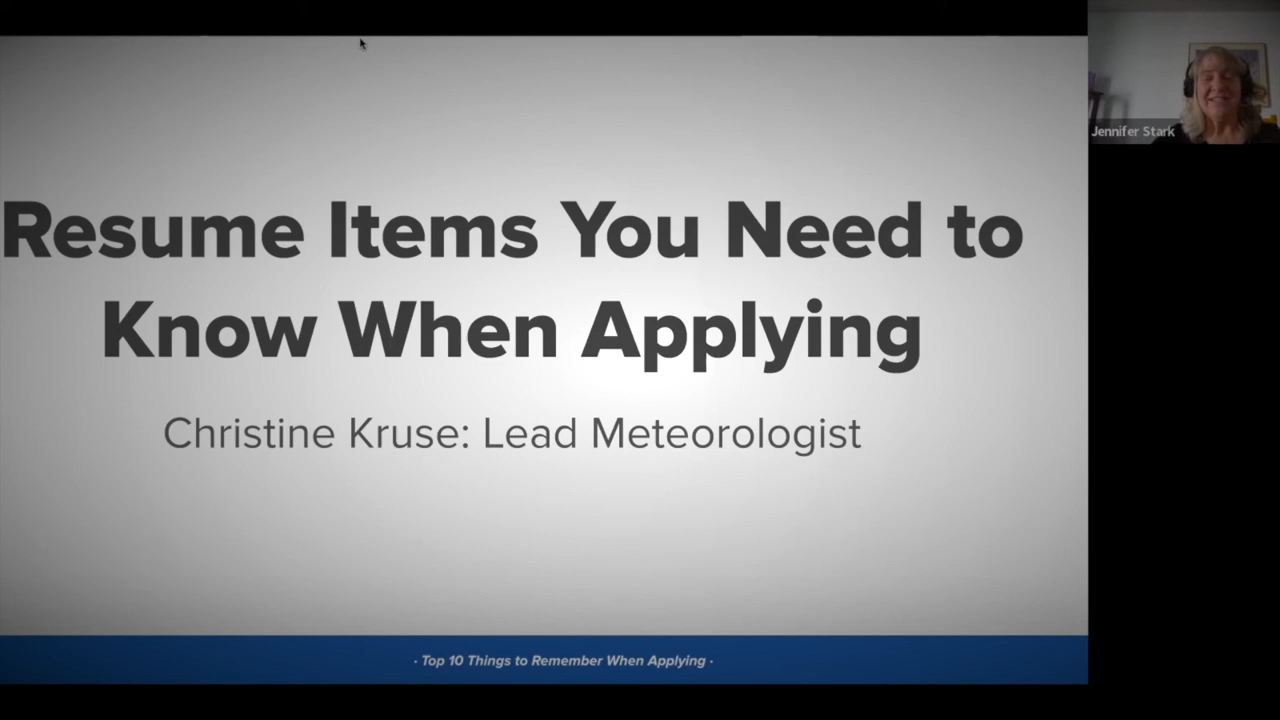 Resume Items You Need to
Know When Applying
Christine Kruse: Lead Meteorologist
· Top 10 Things to Remember When Applying ·
Jennifer Stark